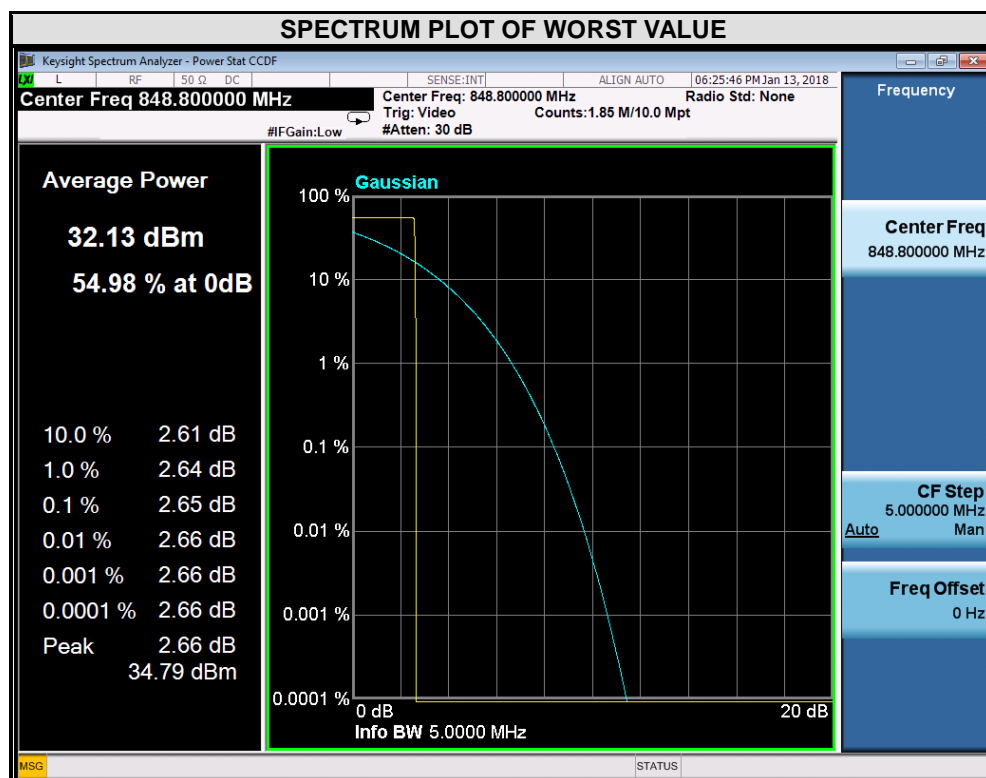 SPECTRUM PLOT OF WORST VALUE
Keysight Spectrum Analyzer - Power Stat CCDF
LXI L RF 50 Ω DC SENSE:INT ALIGN AUTO 06:25:46 PM Jan 13, 2018
Center Freq 848.800000 MHz
Center Freq: 848.800000 MHz Radio Std: None
Trig: Video Counts:1.85 M/10.0 Mpt
#IFGain:Low #Atten: 30 dB
Frequency
Average Power
32.13 dBm
54.98 % at 0dB
10.0 % 2.61 dB
1.0 % 2.64 dB
0.1 % 2.65 dB
0.01 % 2.66 dB
0.001 % 2.66 dB
0.0001 % 2.66 dB
Peak 2.66 dB
34.79 dBm
Gaussian
100 %
10 %
1 %
0.1 %
0.01 %
0.001 %
0.0001 %
0 dB 20 dB
Info BW 5.0000 MHz
Center Freq
848.800000 MHz
CF Step
5.000000 MHz
Auto Man
Freq Offset
0 Hz
MSG STATUS